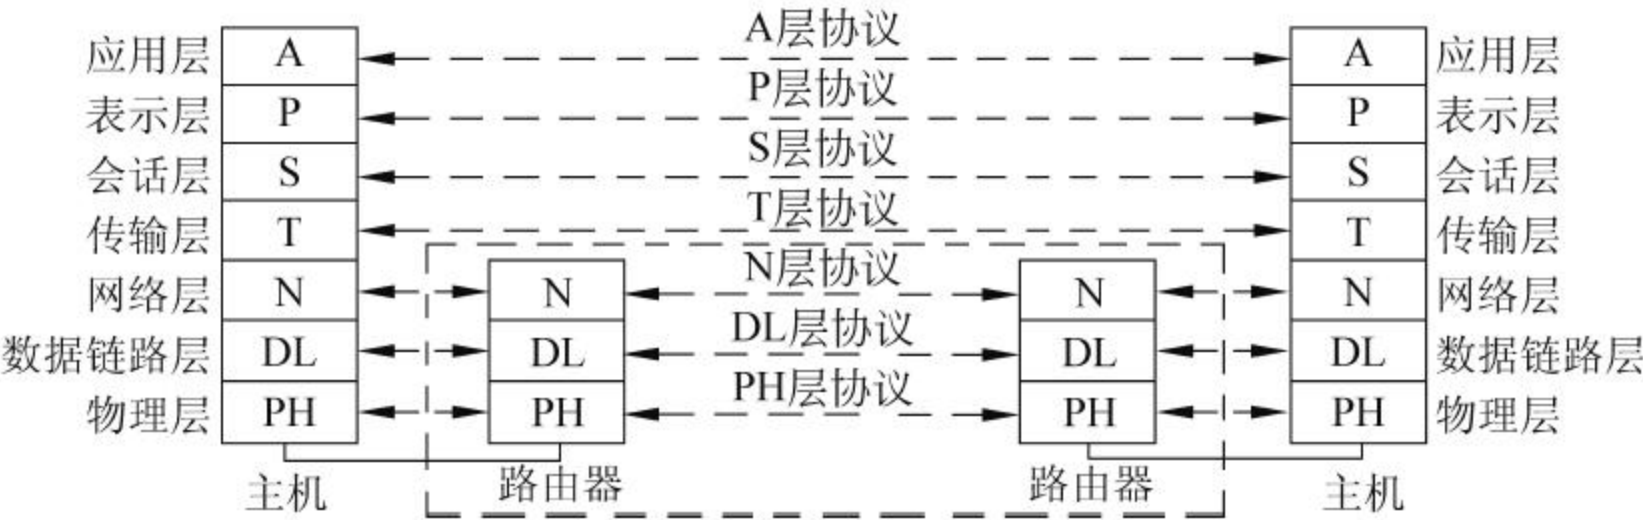 A层协议
应用层 A A 应用层
P层协议
表示层 P P 表示层
S层协议
会话层 S S 会话层
T层协议
传输层 T T 传输层
N层协议
网络层 N N N N 网络层
DL层协议
数据链路层 DL DL DL DL 数据链路层
PH层协议
物理层 PH PH PH PH 物理层
主机 路由器 路由器 主机